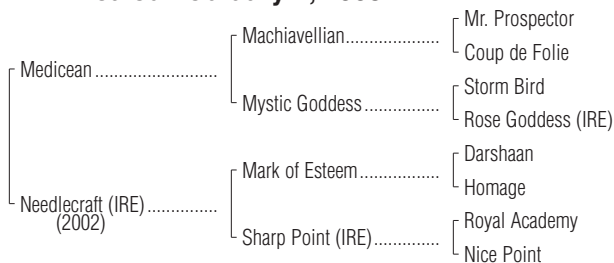 Mr. Prospector
Machiavellian
Coup de Folie
Medicean
Storm Bird
Mystic Goddess
Rose Goddess (IRE)
Darshaan
Mark of Esteem
Homage
Needlecraft (IRE)
(2002)
Royal Academy
Sharp Point (IRE)
Nice Point